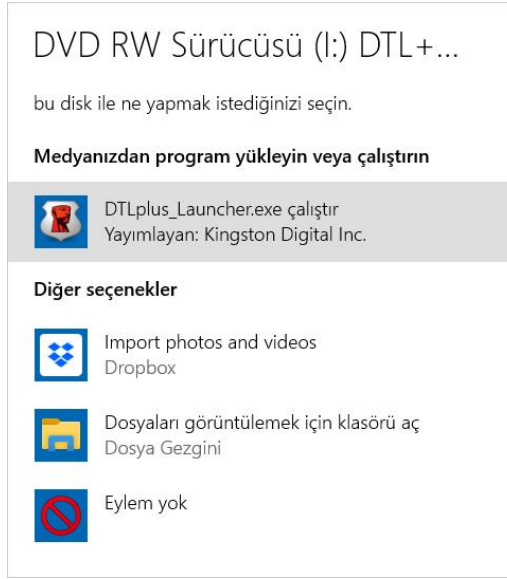 DVD RW Sürücüsü (I:) DTL+...
bu disk ile ne yapmak istediğinizi seçin.
Medyanızdan program yükleyin veya çalıştırın
DTLplus_Launcher.exe çalıştır
Yayımlayan: Kingston Digital Inc.
Diğer seçenekler
Import photos and videos
Dropbox
Dosyaları görüntülemek için klasörü aç
Dosya Gezgini
Eylem yok